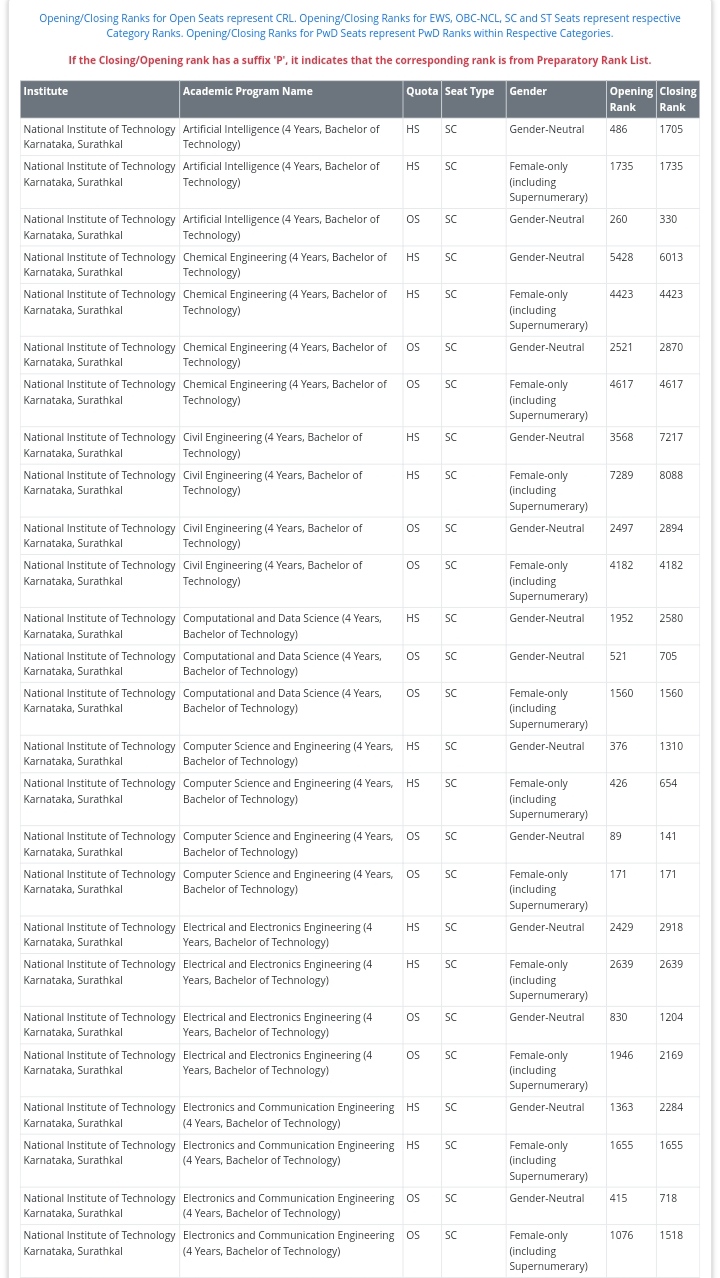 Opening/Closing Ranks for Open Seats represent CRL. Opening/Closing Ranks for EWS, OBC-NCL, SC and ST Seats represent respective
Category Ranks. Opening/Closing Ranks for PwD Seats represent PwD Ranks within Respective Categories.
If the Closing/Opening rank has a suffix 'P', it indicates that the corresponding rank is from Preparatory Rank List.
Institute Academic Program Name Quota Seat Type Gender Opening Closing
Rank Rank
National Institute of Technology Artificial Intelligence (4 Years, Bachelor of HS SC Gender-Neutral 486 1705
Karnataka, Surathkal Technology)
National Institute of Technology Artificial Intelligence (4 Years, Bachelor of HS SC Female-only 1735 1735
Karnataka, Surathkal Technology) (including
Supernumerary)
National Institute of Technology Artificial Intelligence (4 Years, Bachelor of OS SC Gender-Neutral 260 330
Karnataka, Surathkal Technology)
National Institute of Technology Chemical Engineering (4 Years, Bachelor of HS SC Gender-Neutral 5428 6013
Karnataka, Surathkal Technology)
National Institute of Technology Chemical Engineering (4 Years, Bachelor of HS SC Female-only 4423 4423
Karnataka, Surathkal Technology) (including
Supernumerary)
National Institute of Technology Chemical Engineering (4 Years, Bachelor of OS SC Gender-Neutral 2521 2870
Karnataka, Surathkal Technology)
National Institute of Technology Chemical Engineering (4 Years, Bachelor of OS SC Female-only 4617 4617
Karnataka, Surathkal Technology) (including
Supernumerary)
National Institute of Technology Civil Engineering (4 Years, Bachelor of HS SC Gender-Neutral 3568 7217
Karnataka, Surathkal Technology)
National Institute of Technology Civil Engineering (4 Years, Bachelor of HS SC Female-only 7289 8088
Karnataka, Surathkal Technology) (including
Supernumerary)
National Institute of Technology Civil Engineering (4 Years, Bachelor of OS SC Gender-Neutral 2497 2894
Karnataka, Surathkal Technology)
National Institute of Technology Civil Engineering (4 Years, Bachelor of OS SC Female-only 4182 4182
Karnataka, Surathkal Technology) (including
Supernumerary)
National Institute of Technology Computational and Data Science (4 Years, HS SC Gender-Neutral 1952 2580
Karnataka, Surathkal Bachelor of Technology)
National Institute of Technology Computational and Data Science (4 Years, OS SC Gender-Neutral 521 705
Karnataka, Surathkal Bachelor of Technology)
National Institute of Technology Computational and Data Science (4 Years, OS SC Female-only 1560 1560
Karnataka, Surathkal Bachelor of Technology) (including
Supernumerary)
National Institute of Technology Computer Science and Engineering (4 Years, HS SC Gender-Neutral 376 1310
Karnataka, Surathkal Bachelor of Technology)
National Institute of Technology Computer Science and Engineering (4 Years, HS SC Female-only 426 654
Karnataka, Surathkal Bachelor of Technology) (including
Supernumerary)
National Institute of Technology Computer Science and Engineering (4 Years, OS SC Gender-Neutral 89 141
Karnataka, Surathkal Bachelor of Technology)
National Institute of Technology Computer Science and Engineering (4 Years, OS SC Female-only 171 171
Karnataka, Surathkal Bachelor of Technology) (including
Supernumerary)
National Institute of Technology Electrical and Electronics Engineering (4 HS SC Gender-Neutral 2429 2918
Karnataka, Surathkal Years, Bachelor of Technology)
National Institute of Technology Electrical and Electronics Engineering (4 HS SC Female-only 2639 2639
Karnataka, Surathkal Years, Bachelor of Technology) (including
Supernumerary)
National Institute of Technology Electrical and Electronics Engineering (4 OS SC Gender-Neutral 830 1204
Karnataka, Surathkal Years, Bachelor of Technology)
National Institute of Technology Electrical and Electronics Engineering (4 OS SC Female-only 1946 2169
Karnataka, Surathkal Years, Bachelor of Technology) (including
Supernumerary)
National Institute of Technology Electronics and Communication Engineering HS SC Gender-Neutral 1363 2284
Karnataka, Surathkal (4 Years, Bachelor of Technology)
National Institute of Technology Electronics and Communication Engineering HS SC Female-only 1655 1655
Karnataka, Surathkal (4 Years, Bachelor of Technology) (including
Supernumerary)
National Institute of Technology Electronics and Communication Engineering OS SC Gender-Neutral 415 718
Karnataka, Surathkal (4 Years, Bachelor of Technology)
National Institute of Technology Electronics and Communication Engineering OS SC Female-only 1076 1518
Karnataka, Surathkal (4 Years, Bachelor of Technology) (including
Supernumerary)